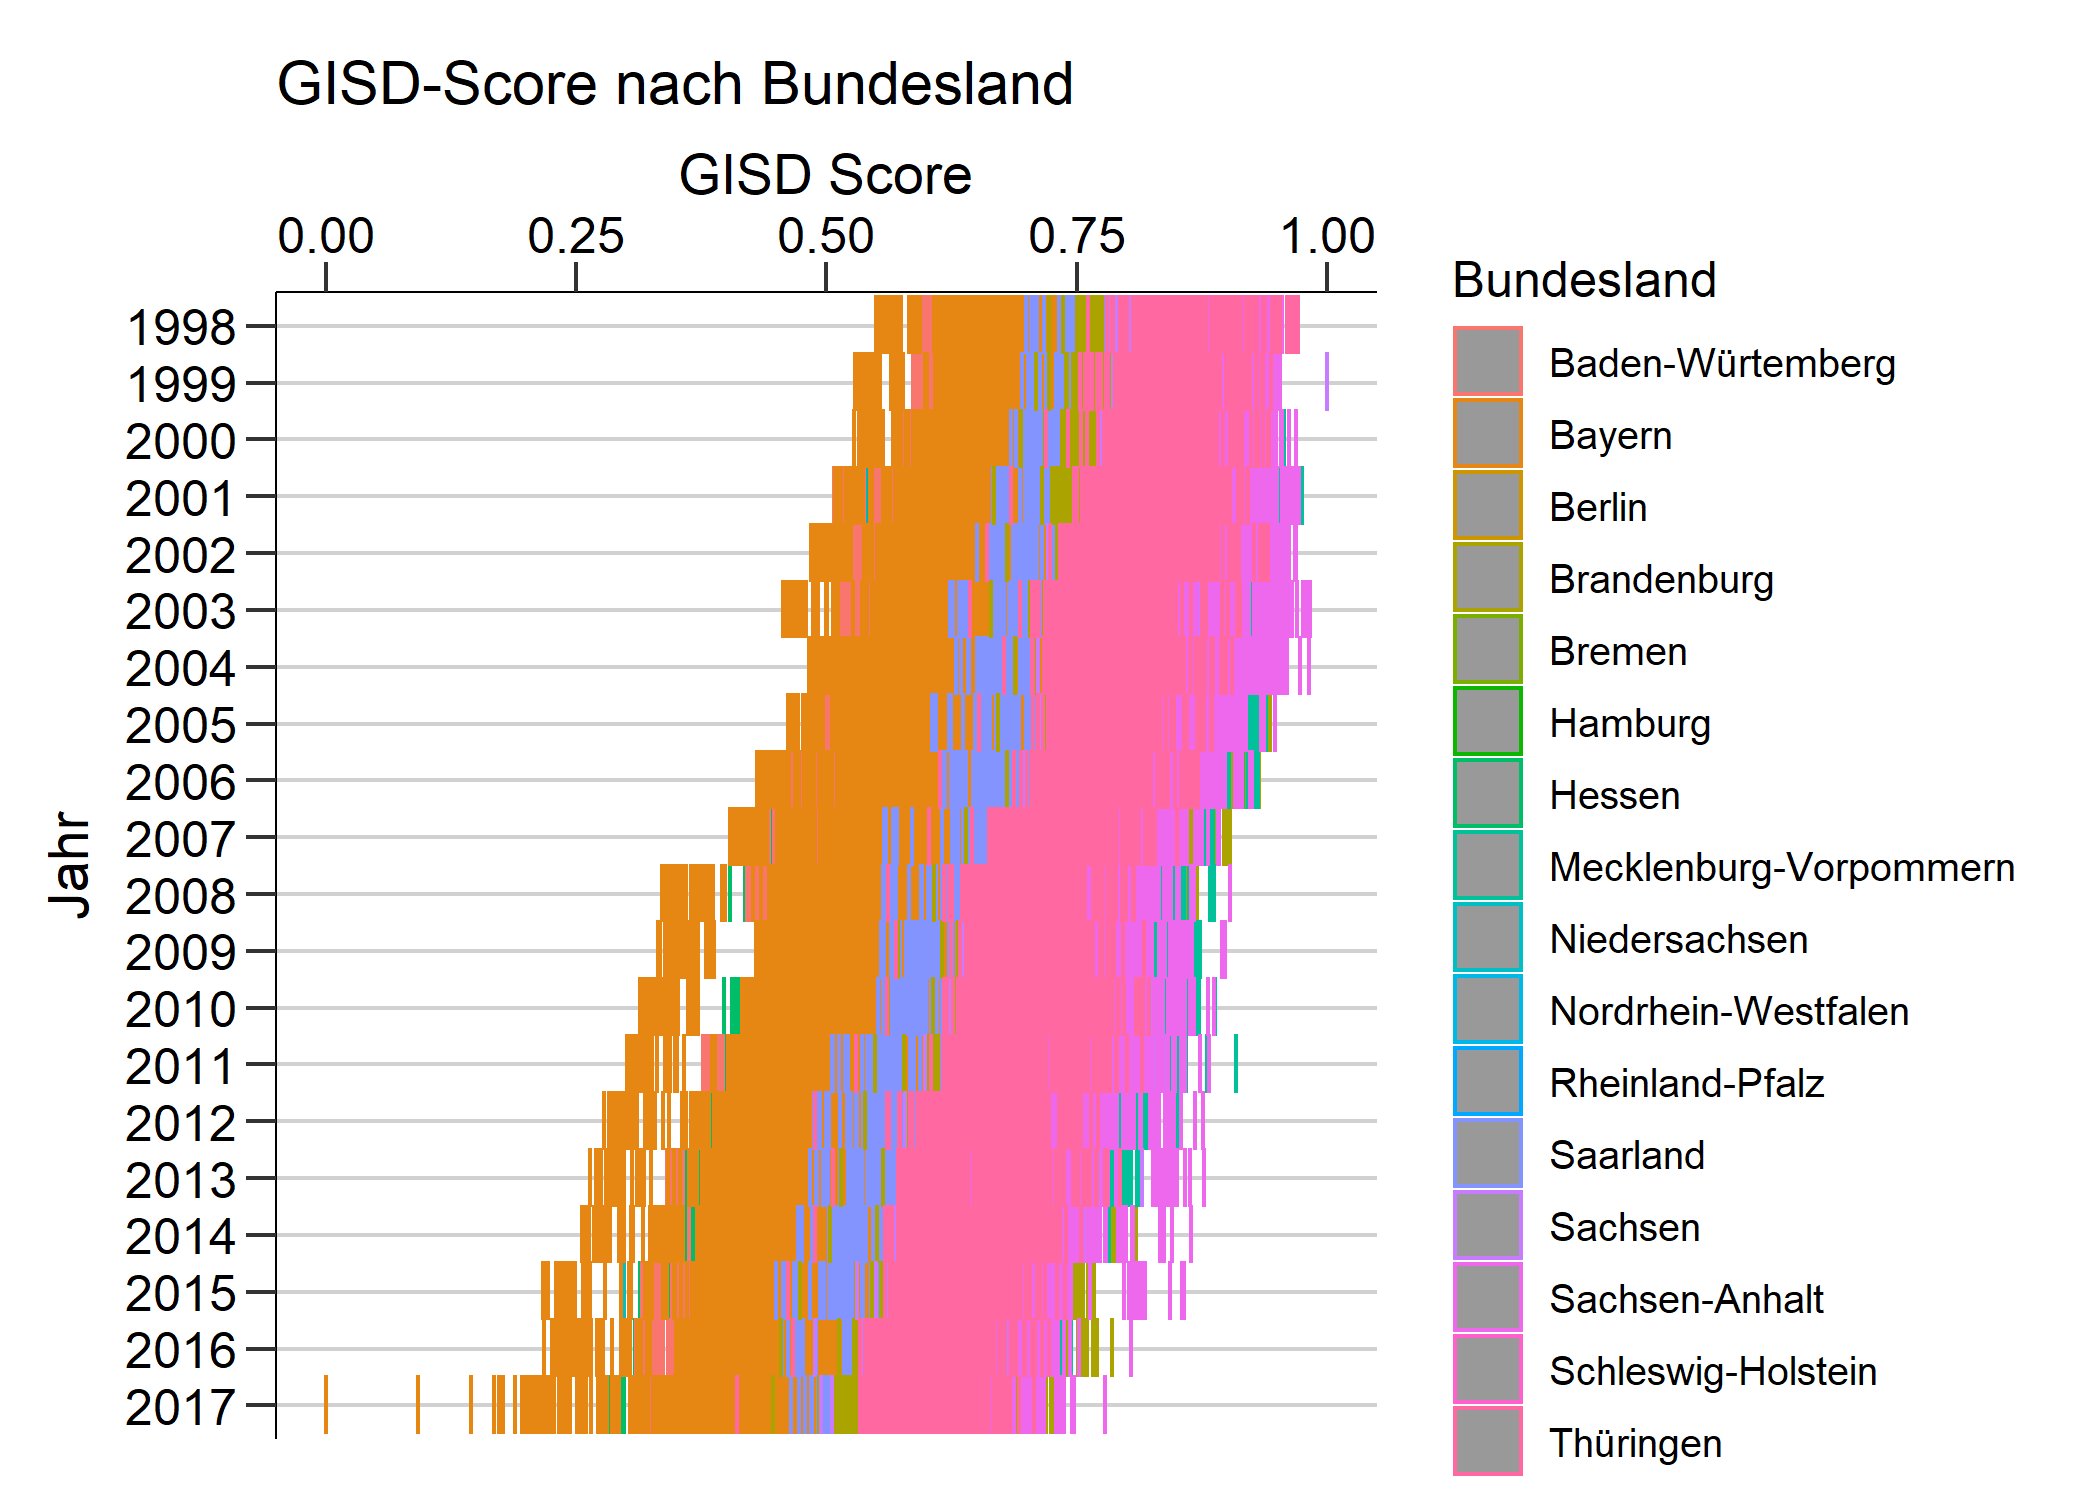 GISD-Score nach Bundesland
GISD Score
0.00 0.25 0.50 0.75 1.00
Jahr
1998
1999
2000
2001
2002
2003
2004
2005
2006
2007
2008
2009
2010
2011
2012
2013
2014
2015
2016
2017
Bundesland
Baden-Würtemberg
Bayern
Berlin
Brandenburg
Bremen
Hamburg
Hessen
Mecklenburg-Vorpommern
Niedersachsen
Nordrhein-Westfalen
Rheinland-Pfalz
Saarland
Sachsen
Sachsen-Anhalt
Schleswig-Holstein
Thüringen